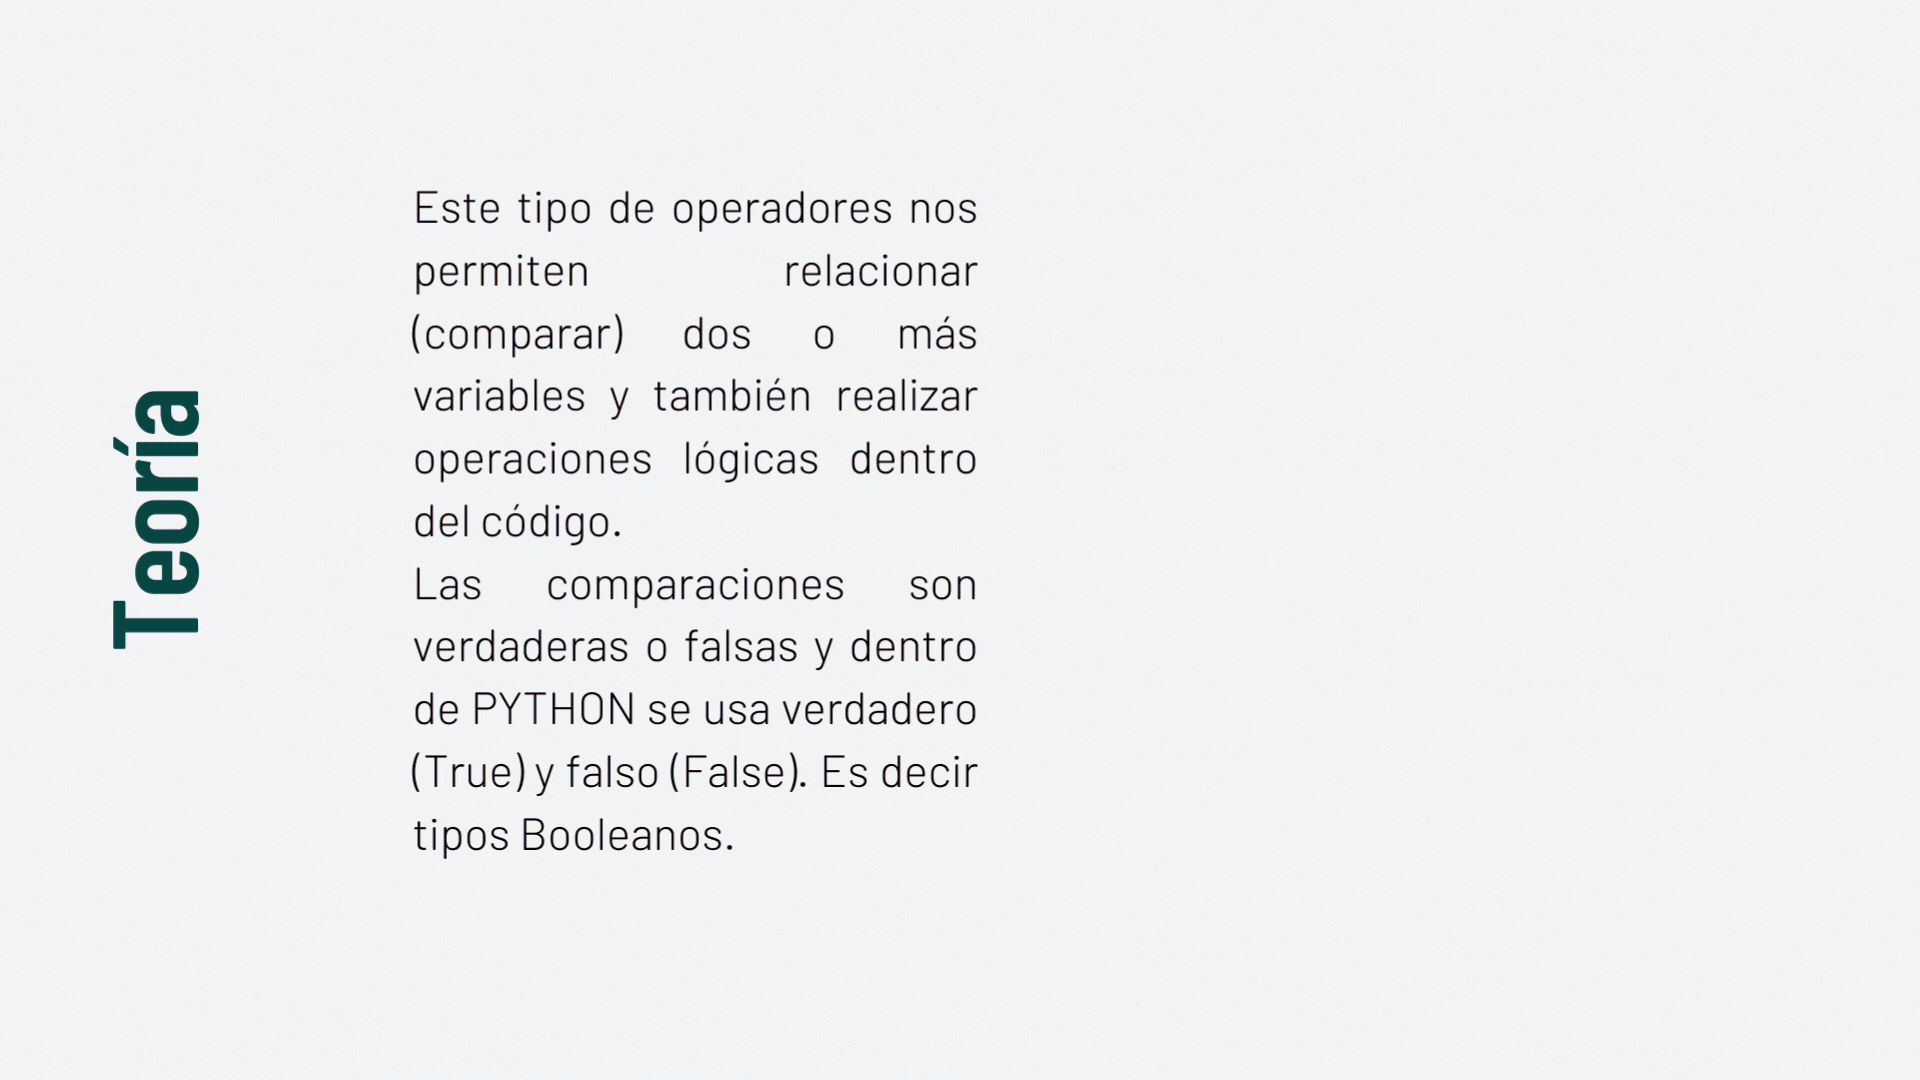 Teoría
Este tipo de operadores nos
permiten relacionar
(comparar) dos o más
variables y también realizar
operaciones lógicas dentro
del código.
Las comparaciones son
verdaderas o falsas y dentro
de PYTHON se usa verdadero
(True) y falso (False). Es decir
tipos Booleanos.